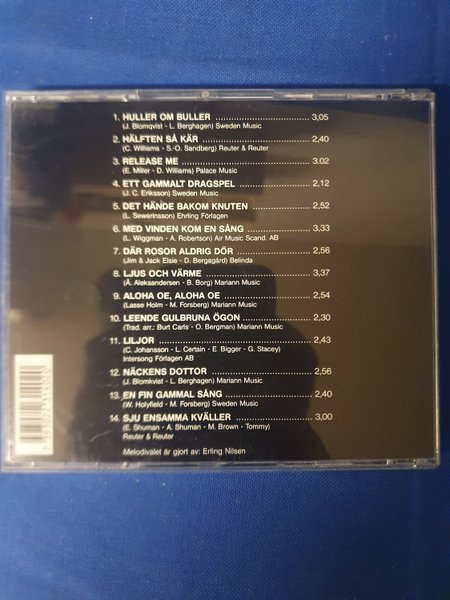 1. HULLER OM BULLER .......... 3,05
(J. Blomqvist - L. Berghagen) Sweden Music
2. HÄLFTEN SÅ KÄR .......... 2,40
(C. Williams - S.-O. Sandberg) Reuter & Reuter
3. RELEASE ME .......... 3.02
(E. Miller - D. Williams) Palace Music
4. ETT GAMMALT DRAGSPEL .......... 2,12
(J. C. Eriksson) Sweden Music
5. DET HÄNDE BAKOM KNUTEN .......... 2,52
(L. Sewerinsson) Ehrling Förlagen
6. MED VINDEN KOM EN SÅNG .......... 3,33
(L. Wiggman - A. Robertson) Air Music Scand. AB
7. DÄR ROSOR ALDRIG DÖR .......... 2,56
(Jim & Jack Elsie - D. Bergagård) Belinda
8. LJUS OCH VÄRME .......... 3,37
(Å. Aleksandersen - B. Borg) Mariann Music
9. ALOHA OE, ALOHA OE .......... 2,54
(Lasse Holm - M. Forsberg) Mariann Music
10. LEENDE GULBRUNA ÖGON .......... 2,30
(Trad. arr.: Burt Carls - O. Bergman) Mariann Music
11. LILJOR .......... 2,43
(C. Johansson - L. Certain - E. Bigger - G. Stacey)
Intersong Förlagen AB
12. NÄCKENS DOTTOR .......... 2,56
(J. Blomkvist - L. Berghagen) Mariann Music
13. EN FIN GAMMAL SÅNG .......... 2,40
(W. Holyfield - M. Forsberg) Sweden Music
14. SJU ENSAMMA KVÄLLER .......... 3,00
(E. Shuman - A. Shuman - M. Brown - Tommy)
Reuter & Reuter
Melodivalet är gjort av: Erling Nilsen